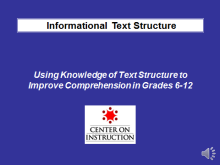 Informational Text Structure
Using Knowledge of Text Structure to
Improve Comprehension in Grades 6-12
CENTER ON
INSTRUCTION